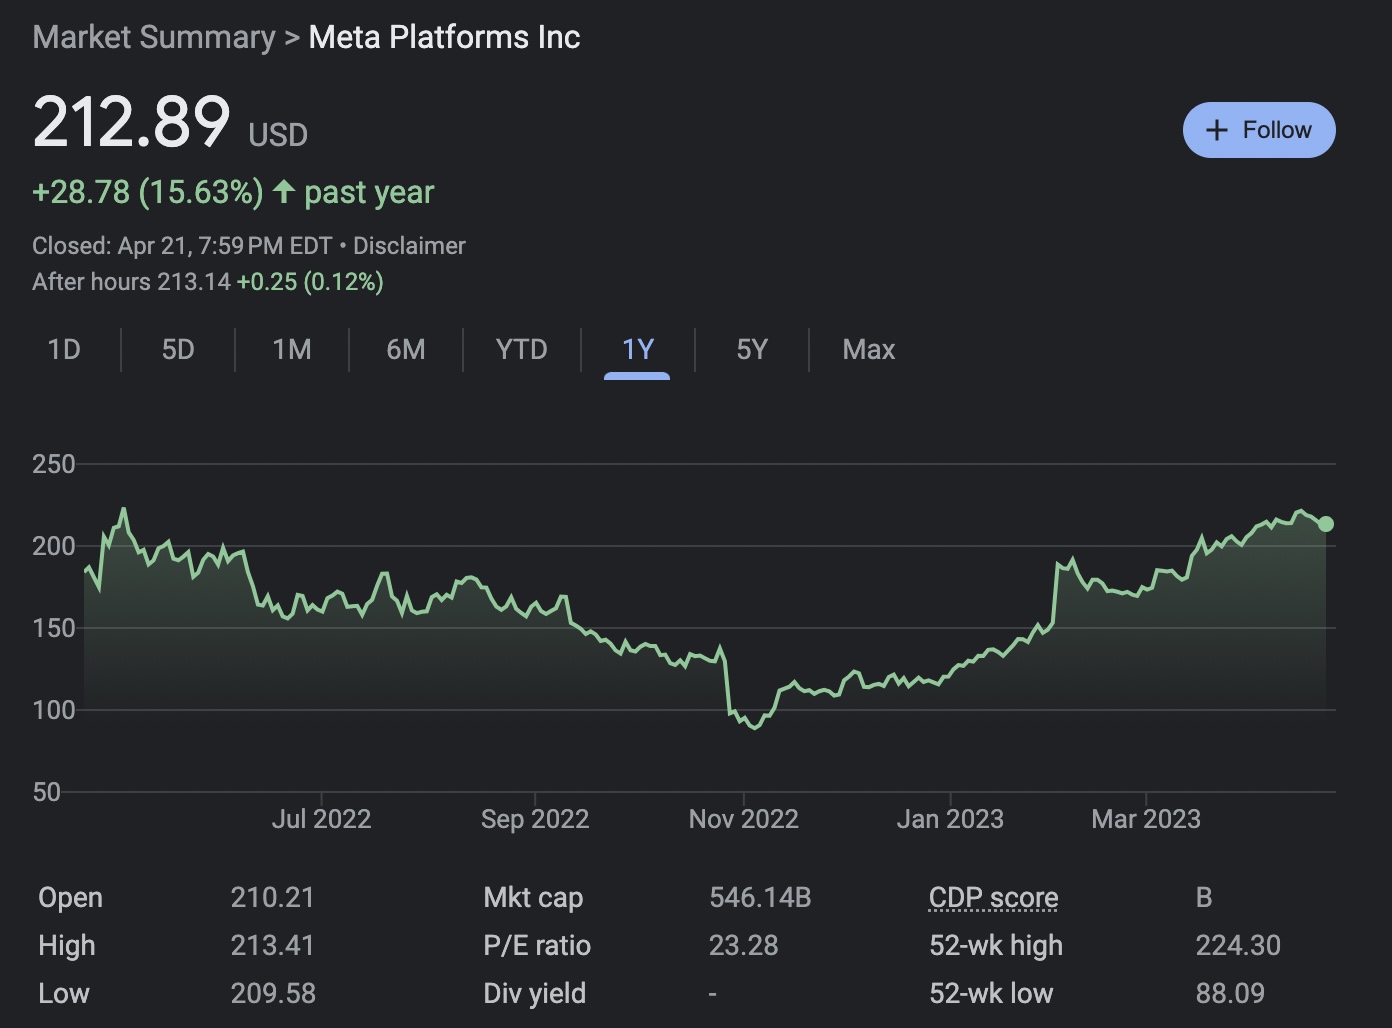 Market Summary > Meta Platforms Inc
212.89 USD
+ Follow
+28.78 (15.63%) ↑ past year
Closed: Apr 21, 7:59 PM EDT • Disclaimer
After hours 213.14 +0.25 (0.12%)
1D 5D 1M 6M YTD 1Y 5Y Max
250
200
150
100
50
Jul 2022 Sep 2022 Nov 2022 Jan 2023 Mar 2023
Open 210.21 Mkt cap 546.14B CDP score B
High 213.41 P/E ratio 23.28 52-wk high 224.30
Low 209.58 Div yield - 52-wk low 88.09